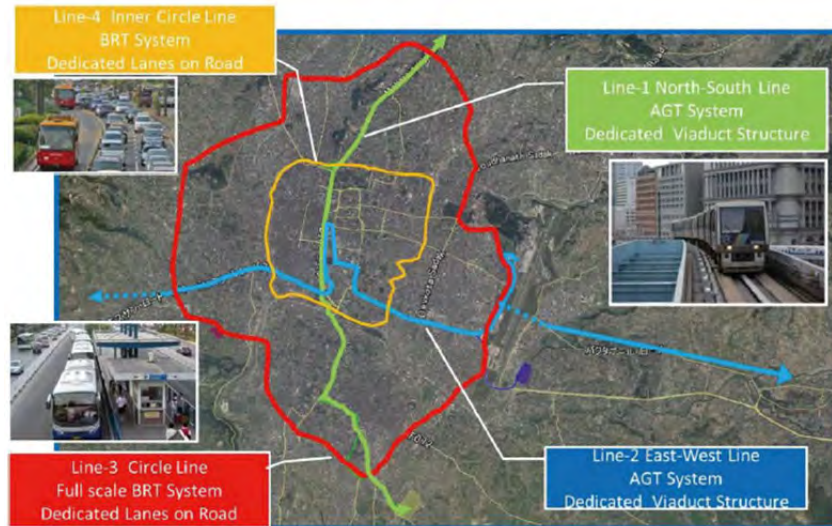 Line-4 Inner Circle Line
BRT System
Dedicated Lanes on Road
Line-1 North-South Line
AGT System
Dedicated Viaduct Structure
Line-3 Circle Line
Full scale BRT System
Dedicated Lanes on Road
Line-2 East-West Line
AGT System
Dedicated Viaduct Structure